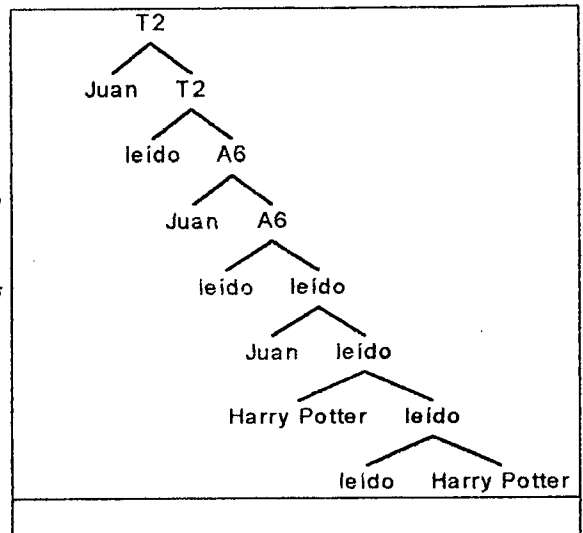 T2
Juan T2
leído A6
Juan A6
leído leído
Juan leído
Harry Potter leído
leído Harry Potter